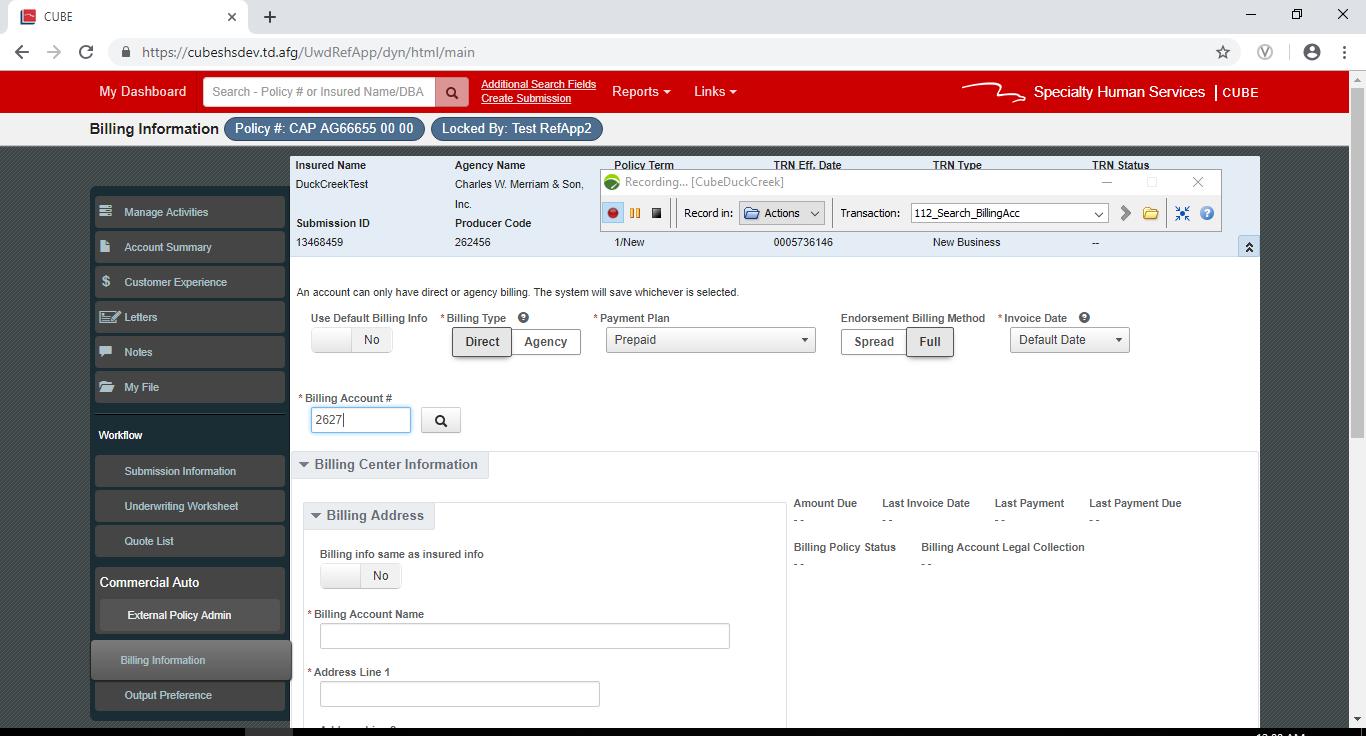 CUBE
https://cubeshsdev.td.afg/UwdRefApp/dyn/html/main
My Dashboard
Search - Policy # or Insured Name/DBA
Additional Search Fields
Create Submission
Reports
Links
Specialty Human Services | CUBE
Billing Information
Policy #: CAP AG66655 00 00
Locked By: Test RefApp2
Insured Name Agency Name Policy Term TRN Eff. Date TRN Type TRN Status
DuckCreekTest Charles W. Merriam & Son,
Inc.
Submission ID Producer Code
13468459 262456 1/New 0005736146 New Business --
Recording... [CubeDuckCreek]
Record in: Actions Transaction: 112_Search_BillingAcc
Manage Activities
Account Summary
$ Customer Experience
Letters
Notes
My File
Workflow
Submission Information
Underwriting Worksheet
Quote List
Commercial Auto
External Policy Admin
Billing Information
Output Preference
An account can only have direct or agency billing. The system will save whichever is selected.
Use Default Billing Info * Billing Type ? * Payment Plan Endorsement Billing Method * Invoice Date ?
No Direct Agency Prepaid Spread Full Default Date
* Billing Account #
2627
Billing Center Information
Billing Address
Billing info same as insured info
No
* Billing Account Name
* Address Line 1
Amount Due Last Invoice Date Last Payment Last Payment Due
- - - - - - - -
Billing Policy Status Billing Account Legal Collection
- - - -